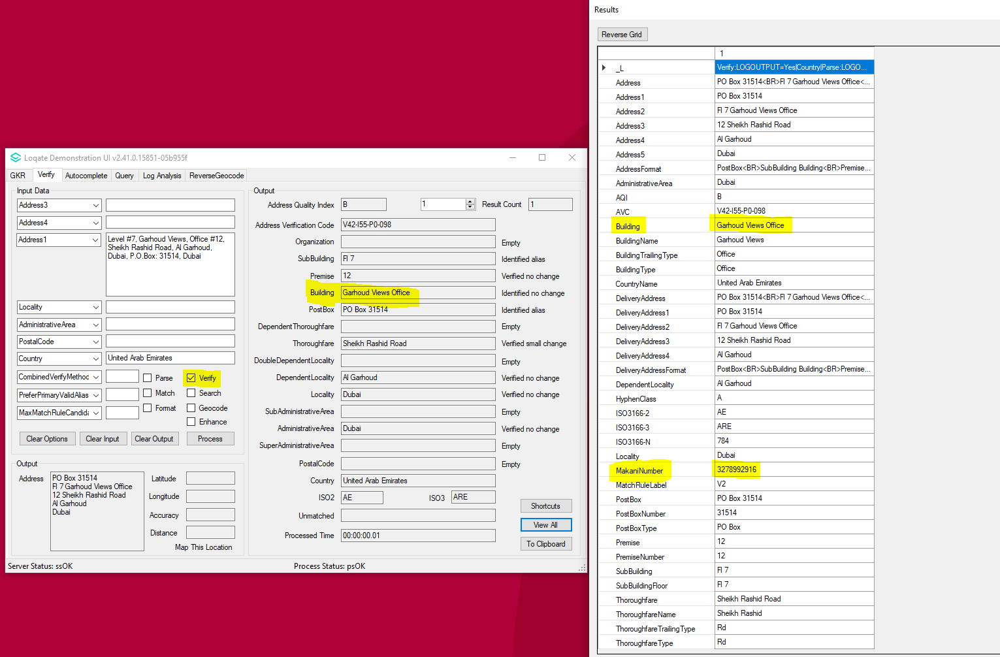 Loqate Demonstration UI v2.41.0.15851-05b955f
GKR Verify Autocomplete Query Log Analysis ReverseGeocode
Input Data
Address3
Address4
Address1
Level #7, Garhoud Views, Office #12,
Sheikh Rashid Road, Al Garhoud,
Dubai, P.O.Box: 31514, Dubai
Locality
AdministrativeArea
PostalCode
Country United Arab Emirates
CombinedVerifyMethod Parse Verify
PreferPrimaryValidAlias Match Search
MaxMatchRuleCandida Format Geocode
Enhance
Clear Options Clear Input Clear Output Process
Output
Address
PO Box 31514
Fl 7 Garhoud Views Office
12 Sheikh Rashid Road
Al Garhoud
Dubai
Latitude
Longitude
Accuracy
Distance
Map This Location
Output
Address Quality Index B 1 Result Count 1
Address Verification Code V42-I55-P0-098
Organization Empty
SubBuilding Fl 7 Identified alias
Premise 12 Verified no change
Building Garhoud Views Office Identified no change
PostBox PO Box 31514 Identified alias
DependentThoroughfare Empty
Thoroughfare Sheikh Rashid Road Verified small change
DoubleDependentLocality Empty
DependentLocality Al Garhoud Verified no change
Locality Dubai Verified no change
SubAdministrativeArea Empty
AdministrativeArea Dubai Verified no change
SuperAdministrativeArea Empty
PostalCode Empty
Country United Arab Emirates
ISO2 AE ISO3 ARE
Unmatched
Processed Time 00:00:00.01
Shortcuts
View All
To Clipboard
Server Status: ssOK Process Status: psOK
Results
Reverse Grid
1
_L Verify:LOGOUTPUT=Yes|Country|Parse:LOGO...
Address PO Box 31514<BR>Fl 7 Garhoud Views Office<...
Address1 PO Box 31514
Address2 Fl 7 Garhoud Views Office
Address3 12 Sheikh Rashid Road
Address4 Al Garhoud
Address5 Dubai
AddressFormat PostBox<BR>SubBuilding Building<BR>Premise...
AdministrativeArea Dubai
AQI B
AVC V42-I55-P0-098
Building Garhoud Views Office
BuildingName Garhoud Views
BuildingTrailingType Office
BuildingType Office
CountryName United Arab Emirates
DeliveryAddress PO Box 31514<BR>Fl 7 Garhoud Views Office<...
DeliveryAddress1 PO Box 31514
DeliveryAddress2 Fl 7 Garhoud Views Office
DeliveryAddress3 12 Sheikh Rashid Road
DeliveryAddress4 Al Garhoud
DeliveryAddressFormat PostBox<BR>SubBuilding Building<BR>Premise...
DependentLocality Al Garhoud
HyphenClass A
ISO3166-2 AE
ISO3166-3 ARE
ISO3166-N 784
Locality Dubai
MakaniNumber 3278992916
MatchRuleLabel V2
PostBox PO Box 31514
PostBoxNumber 31514
PostBoxType PO Box
Premise 12
PremiseNumber 12
SubBuilding Fl 7
SubBuildingFloor Fl 7
Thoroughfare Sheikh Rashid Road
ThoroughfareName Sheikh Rashid
ThoroughfareTrailingType Rd
ThoroughfareType Rd